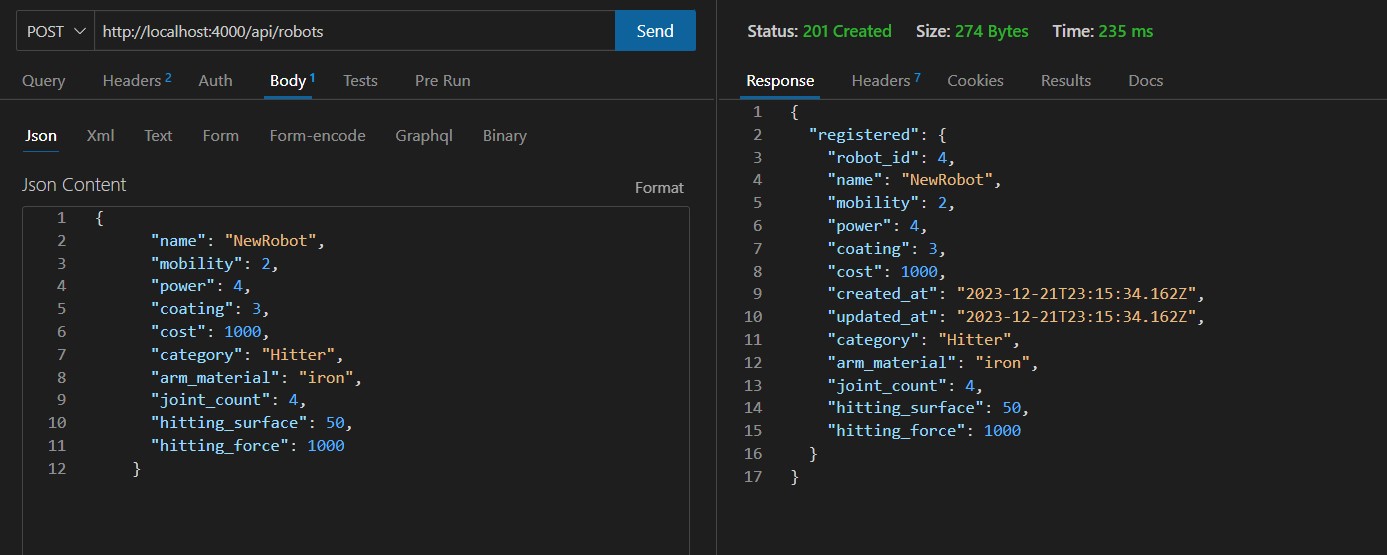 POST http://localhost:4000/api/robots Send
Query Headers 2 Auth Body 1 Tests Pre Run
Json Xml Text Form Form-encode Graphql Binary
Json Content Format
1 {
2 "name": "NewRobot",
3 "mobility": 2,
4 "power": 4,
5 "coating": 3,
6 "cost": 1000,
7 "category": "Hitter",
8 "arm_material": "iron",
9 "joint_count": 4,
10 "hitting_surface": 50,
11 "hitting_force": 1000
12 }
Status: 201 Created Size: 274 Bytes Time: 235 ms
Response Headers 7 Cookies Results Docs
1 {
2 "registered": {
3 "robot_id": 4,
4 "name": "NewRobot",
5 "mobility": 2,
6 "power": 4,
7 "coating": 3,
8 "cost": 1000,
9 "created_at": "2023-12-21T23:15:34.162Z",
10 "updated_at": "2023-12-21T23:15:34.162Z",
11 "category": "Hitter",
12 "arm_material": "iron",
13 "joint_count": 4,
14 "hitting_surface": 50,
15 "hitting_force": 1000
16 }
17 }